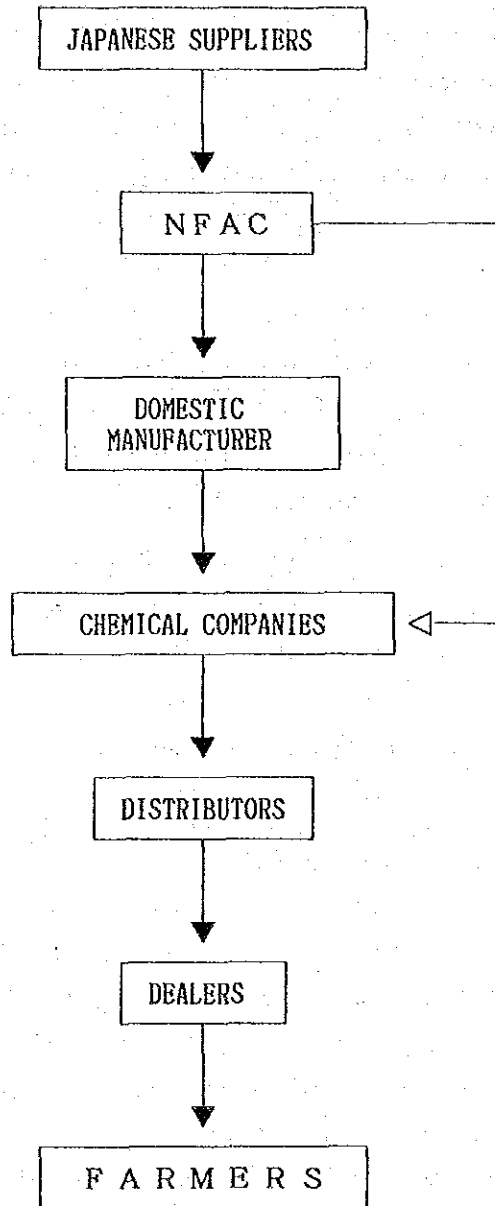 JAPANESE SUPPLIERS
NFAC
DOMESTIC
MANUFACTURER
CHEMICAL COMPANIES
DISTRIBUTORS
DEALERS
FARMERS